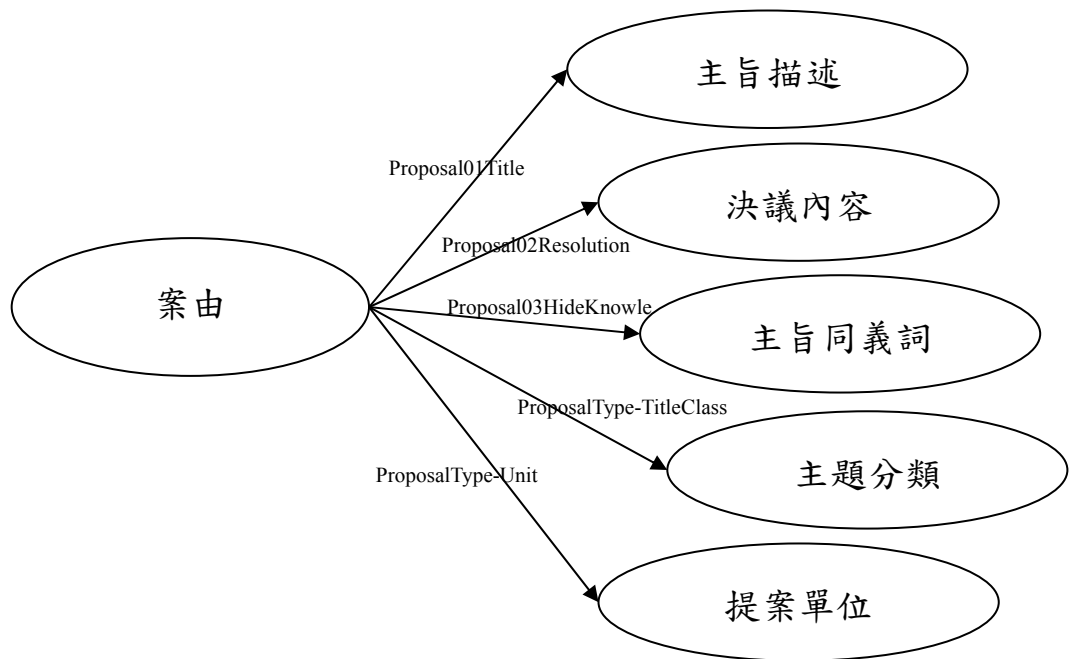 主旨描述
Proposal01Title
決議內容
Proposal02Resolution
案由
Proposal03HideKnowle
主旨同義詞
ProposalType-TitleClass
主題分類
ProposalType-Unit
提案單位